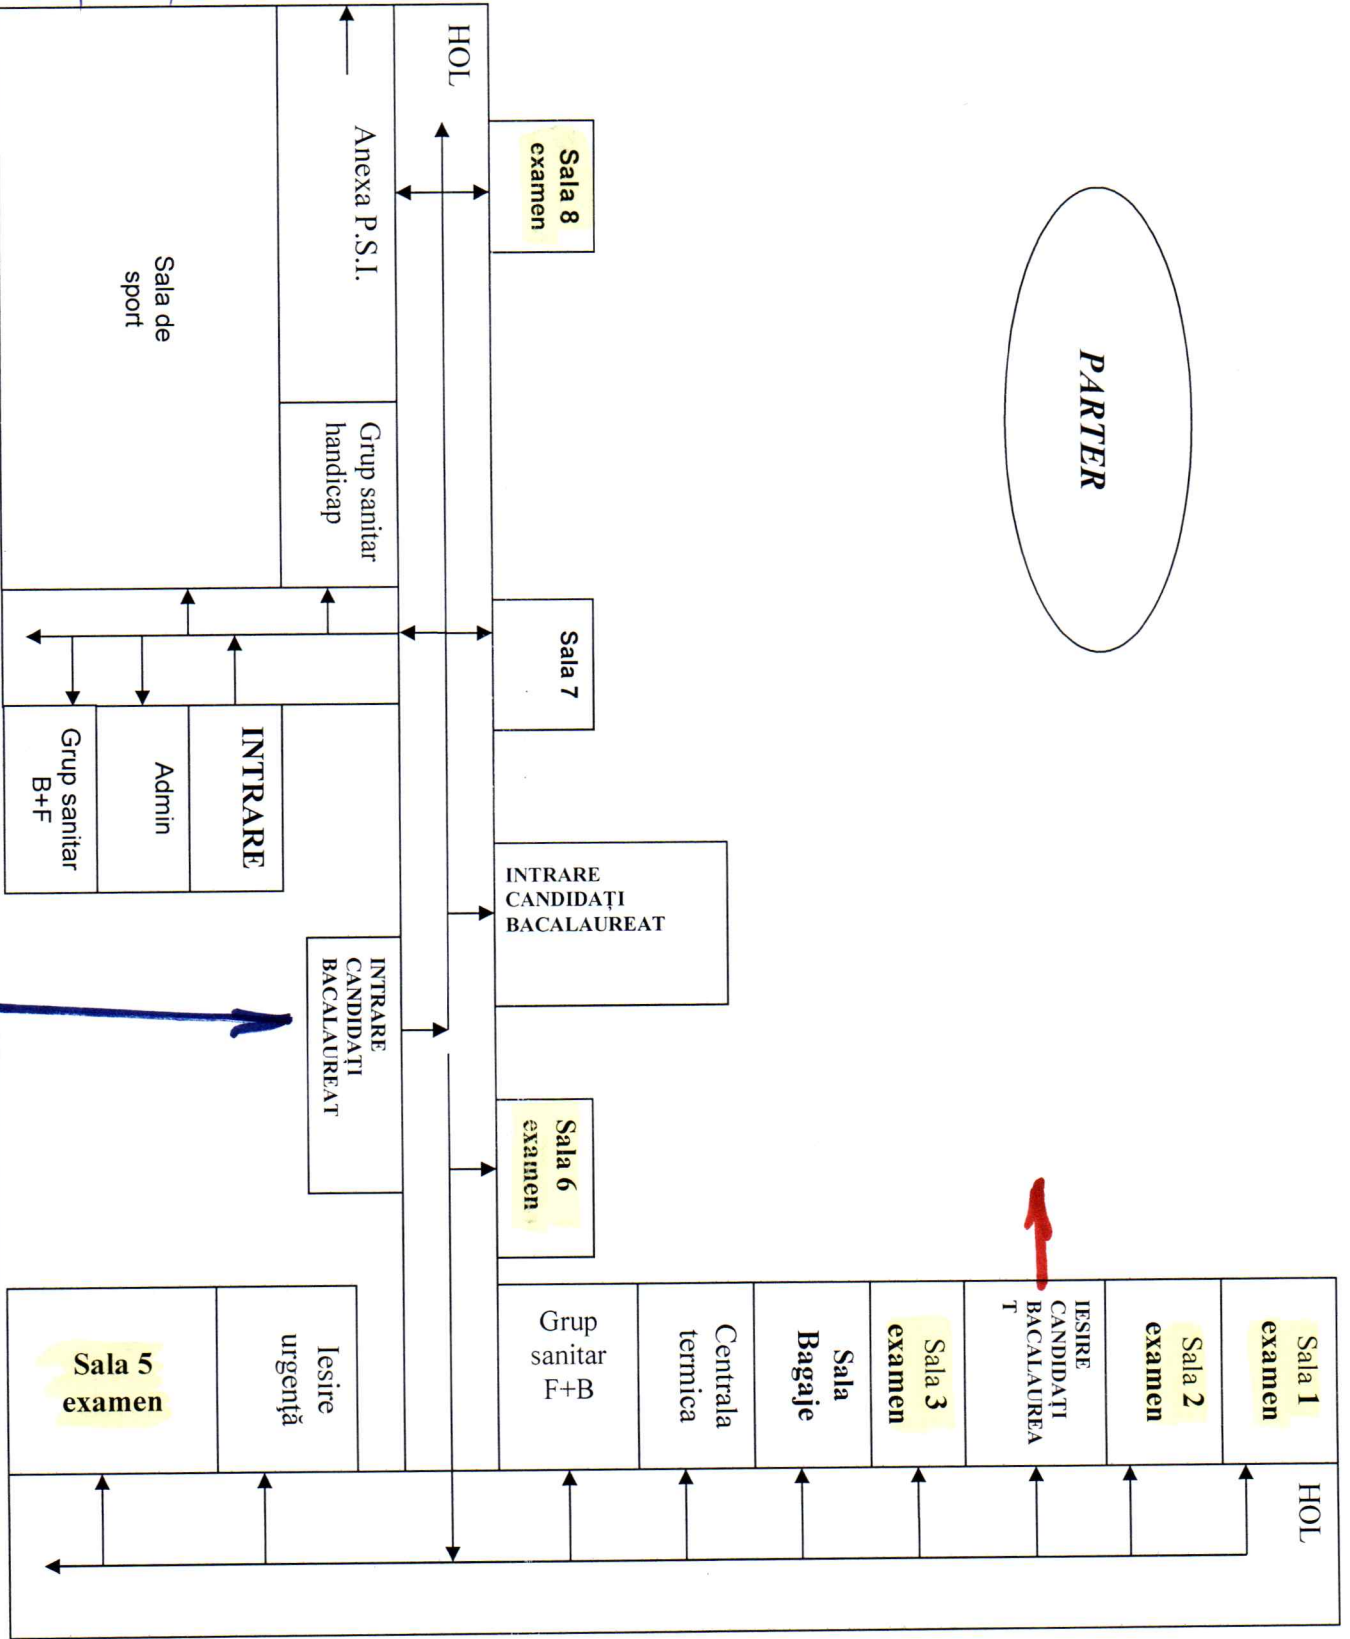 PARTER
HOL
Sala 8
examen
Anexa P.S.I.
Sala de
sport
Grup sanitar
handicap
Sala 7
INTRARE
Admin
Grup sanitar
B+F
INTRARE
CANDIDAȚI
BACALAUREAT
INTRARE
CANDIDAȚI
BACALAUREAT
Sala 6
examen
Sala 1
examen
Sala 2
examen
IESIRE
CANDIDAȚI
BACALAUREA
T
Sala 3
examen
Sala
Bagaje
Centrala
termica
Grup
sanitar
F+B
Iesire
urgență
Sala 5
examen
HOL